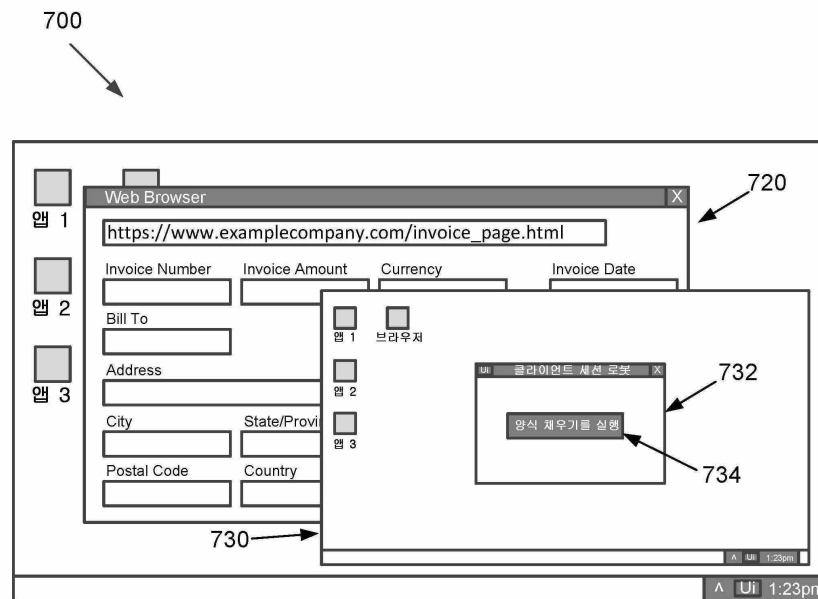 700
Web Browser X
720
앱 1
https://www.examplecompany.com/invoice_page.html
Invoice Number Invoice Amount Currency Invoice Date
앱 2
Bill To
앱 1 브라우저
Ui 클라이언트 세션 로봇 X
732
Address
앱 3
앱 2
양식 채우기를 실행
City
앱 3
734
Postal Code Country
730
^ Ui 1:23pm
^ Ui 1:23pm